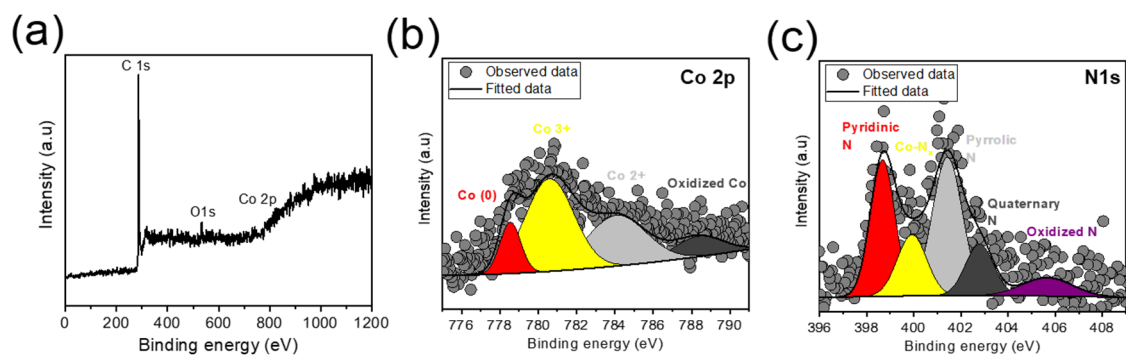 (a)
C 1s
O1s
Co 2p
Intensity (a.u)
0 200 400 600 800 1000 1200
Binding energy (eV)
(b)
Observed data
Fitted data
Co 2p
Co (0)
Co 3+
Co 2+
Oxidized Co
Intensity (a.u)
776 778 780 782 784 786 788 790
Binding energy (eV)
(c)
Observed data
Fitted data
N1s
Pyridinic
N
Co-Nx
Pyrrolic
N
Quaternary
N
Oxidized N
Intensity (a.u)
396 398 400 402 404 406 408
Binding energy (eV)